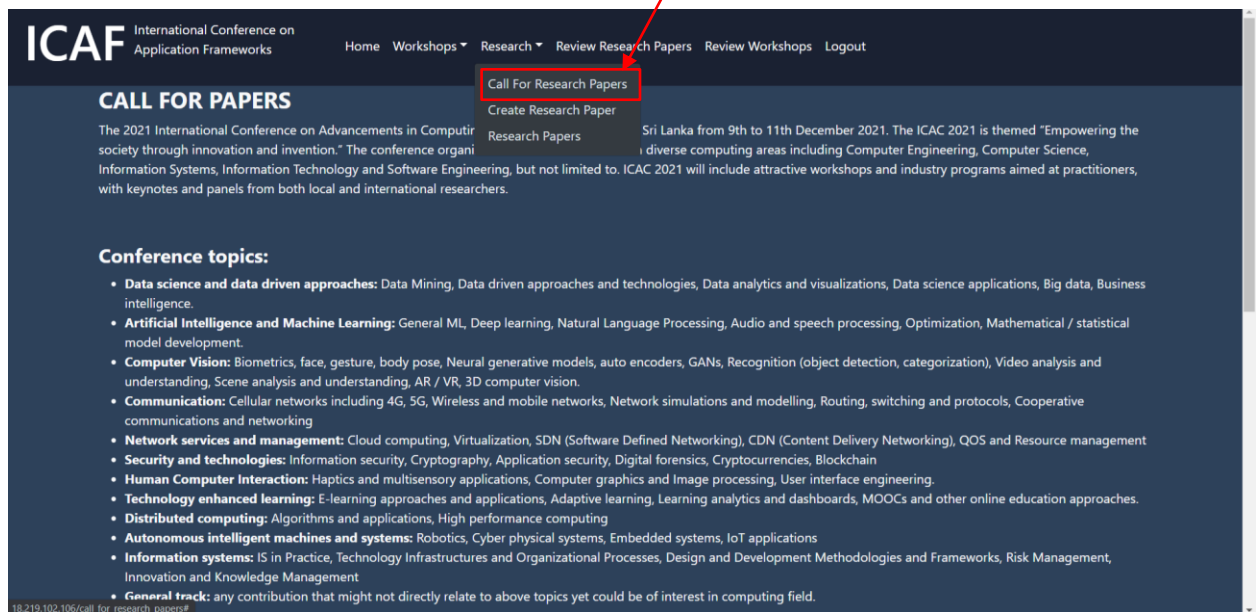 ICAF International Conference on
Application Frameworks
Home Workshops Research Review Research Papers Review Workshops Logout
Call For Research Papers
Create Research Paper
Research Papers
CALL FOR PAPERS
The 2021 International Conference on Advancements in Computin Sri Lanka from 9th to 11th December 2021. The ICAC 2021 is themed "Empowering the
society through innovation and invention." The conference organi diverse computing areas including Computer Engineering, Computer Science,
Information Systems, Information Technology and Software Engineering, but not limited to. ICAC 2021 will include attractive workshops and industry programs aimed at practitioners,
with keynotes and panels from both local and international researchers.
Conference topics:
• Data science and data driven approaches: Data Mining, Data driven approaches and technologies, Data analytics and visualizations, Data science applications, Big data, Business
intelligence.
• Artificial Intelligence and Machine Learning: General ML, Deep learning, Natural Language Processing, Audio and speech processing, Optimization, Mathematical / statistical
model development.
• Computer Vision: Biometrics, face, gesture, body pose, Neural generative models, auto encoders, GANs, Recognition (object detection, categorization), Video analysis and
understanding, Scene analysis and understanding, AR / VR, 3D computer vision.
• Communication: Cellular networks including 4G, 5G, Wireless and mobile networks, Network simulations and modelling, Routing, switching and protocols, Cooperative
communications and networking
• Network services and management: Cloud computing, Virtualization, SDN (Software Defined Networking), CDN (Content Delivery Networking), QOS and Resource management
• Security and technologies: Information security, Cryptography, Application security, Digital forensics, Cryptocurrencies, Blockchain
• Human Computer Interaction: Haptics and multisensory applications, Computer graphics and Image processing, User interface engineering.
• Technology enhanced learning: E-learning approaches and applications, Adaptive learning, Learning analytics and dashboards, MOOCs and other online education approaches.
• Distributed computing: Algorithms and applications, High performance computing
• Autonomous intelligent machines and systems: Robotics, Cyber physical systems, Embedded systems, IoT applications
• Information systems: IS in Practice, Technology Infrastructures and Organizational Processes, Design and Development Methodologies and Frameworks, Risk Management,
Innovation and Knowledge Management
• General track: any contribution that might not directly relate to above topics yet could be of interest in computing field.
18.219.102.106/call_for_research_papers#